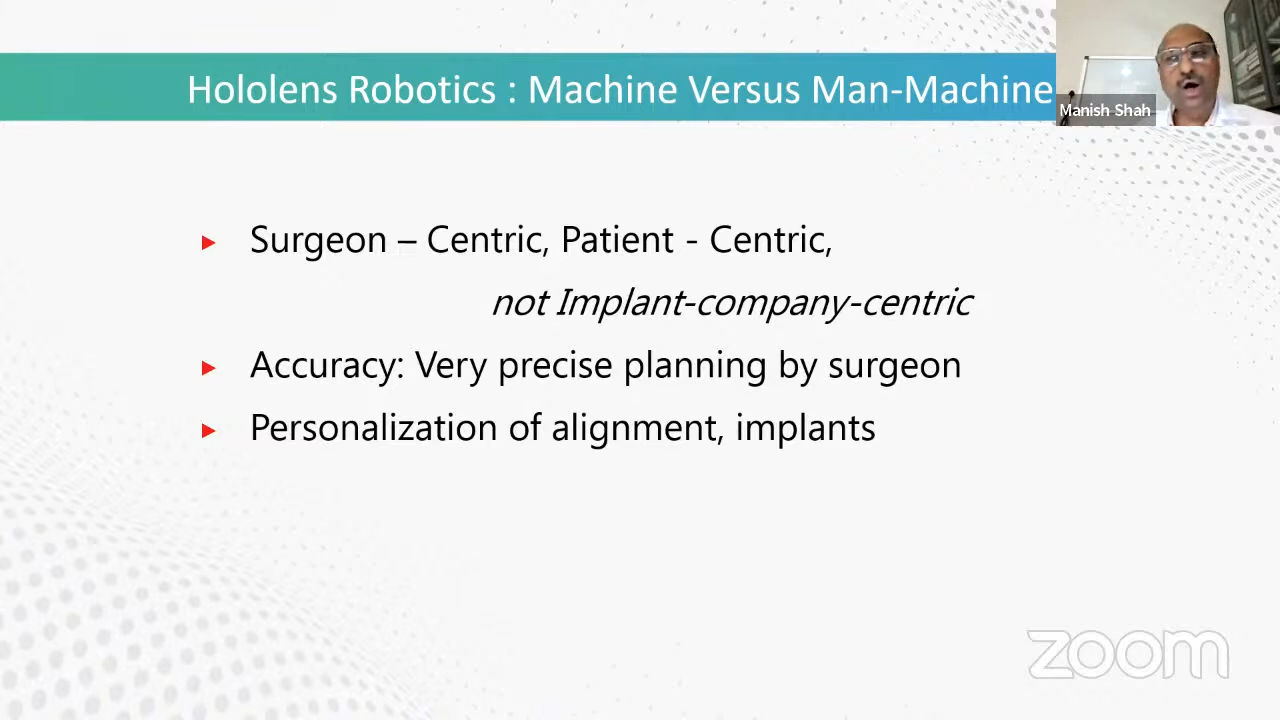 Hololens Robotics : Machine Versus Man-Machine
Manish Shah
Surgeon – Centric, Patient - Centric,
not Implant-company-centric
Accuracy: Very precise planning by surgeon
Personalization of alignment, implants
zoom